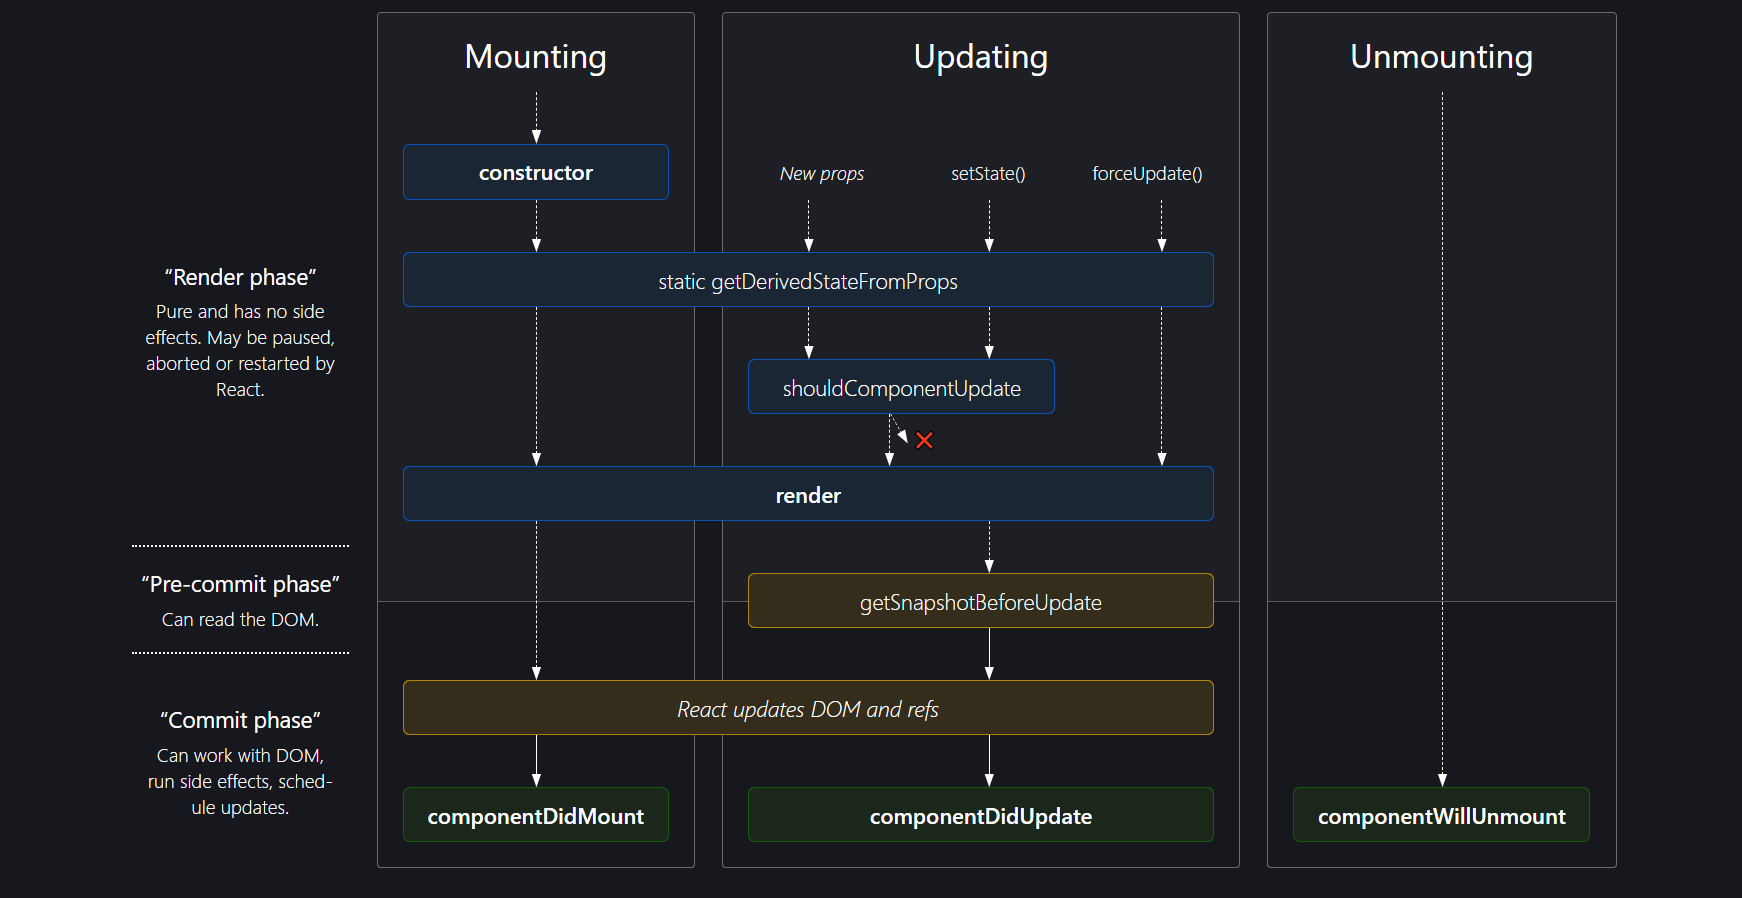 Mounting
Updating
Unmounting
constructor
New props
setState()
forceUpdate()
“Render phase”
Pure and has no side
effects. May be paused,
aborted or restarted by
React.
static getDerivedStateFromProps
shouldComponentUpdate
render
“Pre-commit phase”
Can read the DOM.
getSnapshotBeforeUpdate
“Commit phase”
Can work with DOM,
run side effects, sched-
ule updates.
React updates DOM and refs
componentDidMount
componentDidUpdate
componentWillUnmount